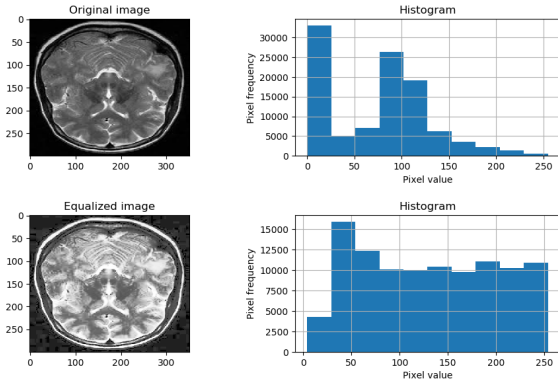 Original image
0
50
100
150
200
250
0 100 200 300
Histogram
30000
25000
20000
15000
10000
5000
0
Pixel frequency
0 50 100 150 200 250
Pixel value
Equalized image
0
50
100
150
200
250
0 100 200 300
Histogram
15000
12500
10000
7500
5000
2500
0
Pixel frequency
0 50 100 150 200 250
Pixel value